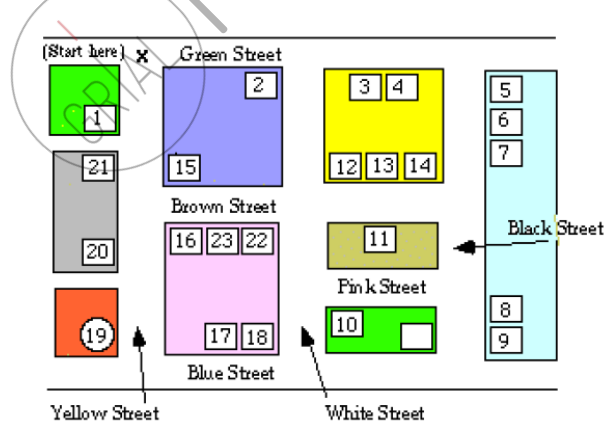 (Start here) x Green Street
2 3 4 5
1 6
7
21 15 12 13 14
Brown Street
16 23 22 11 Black Street
20
Pink Street
19 17 18 10 8
9
Blue Street
Yellow Street White Street
GRIAL